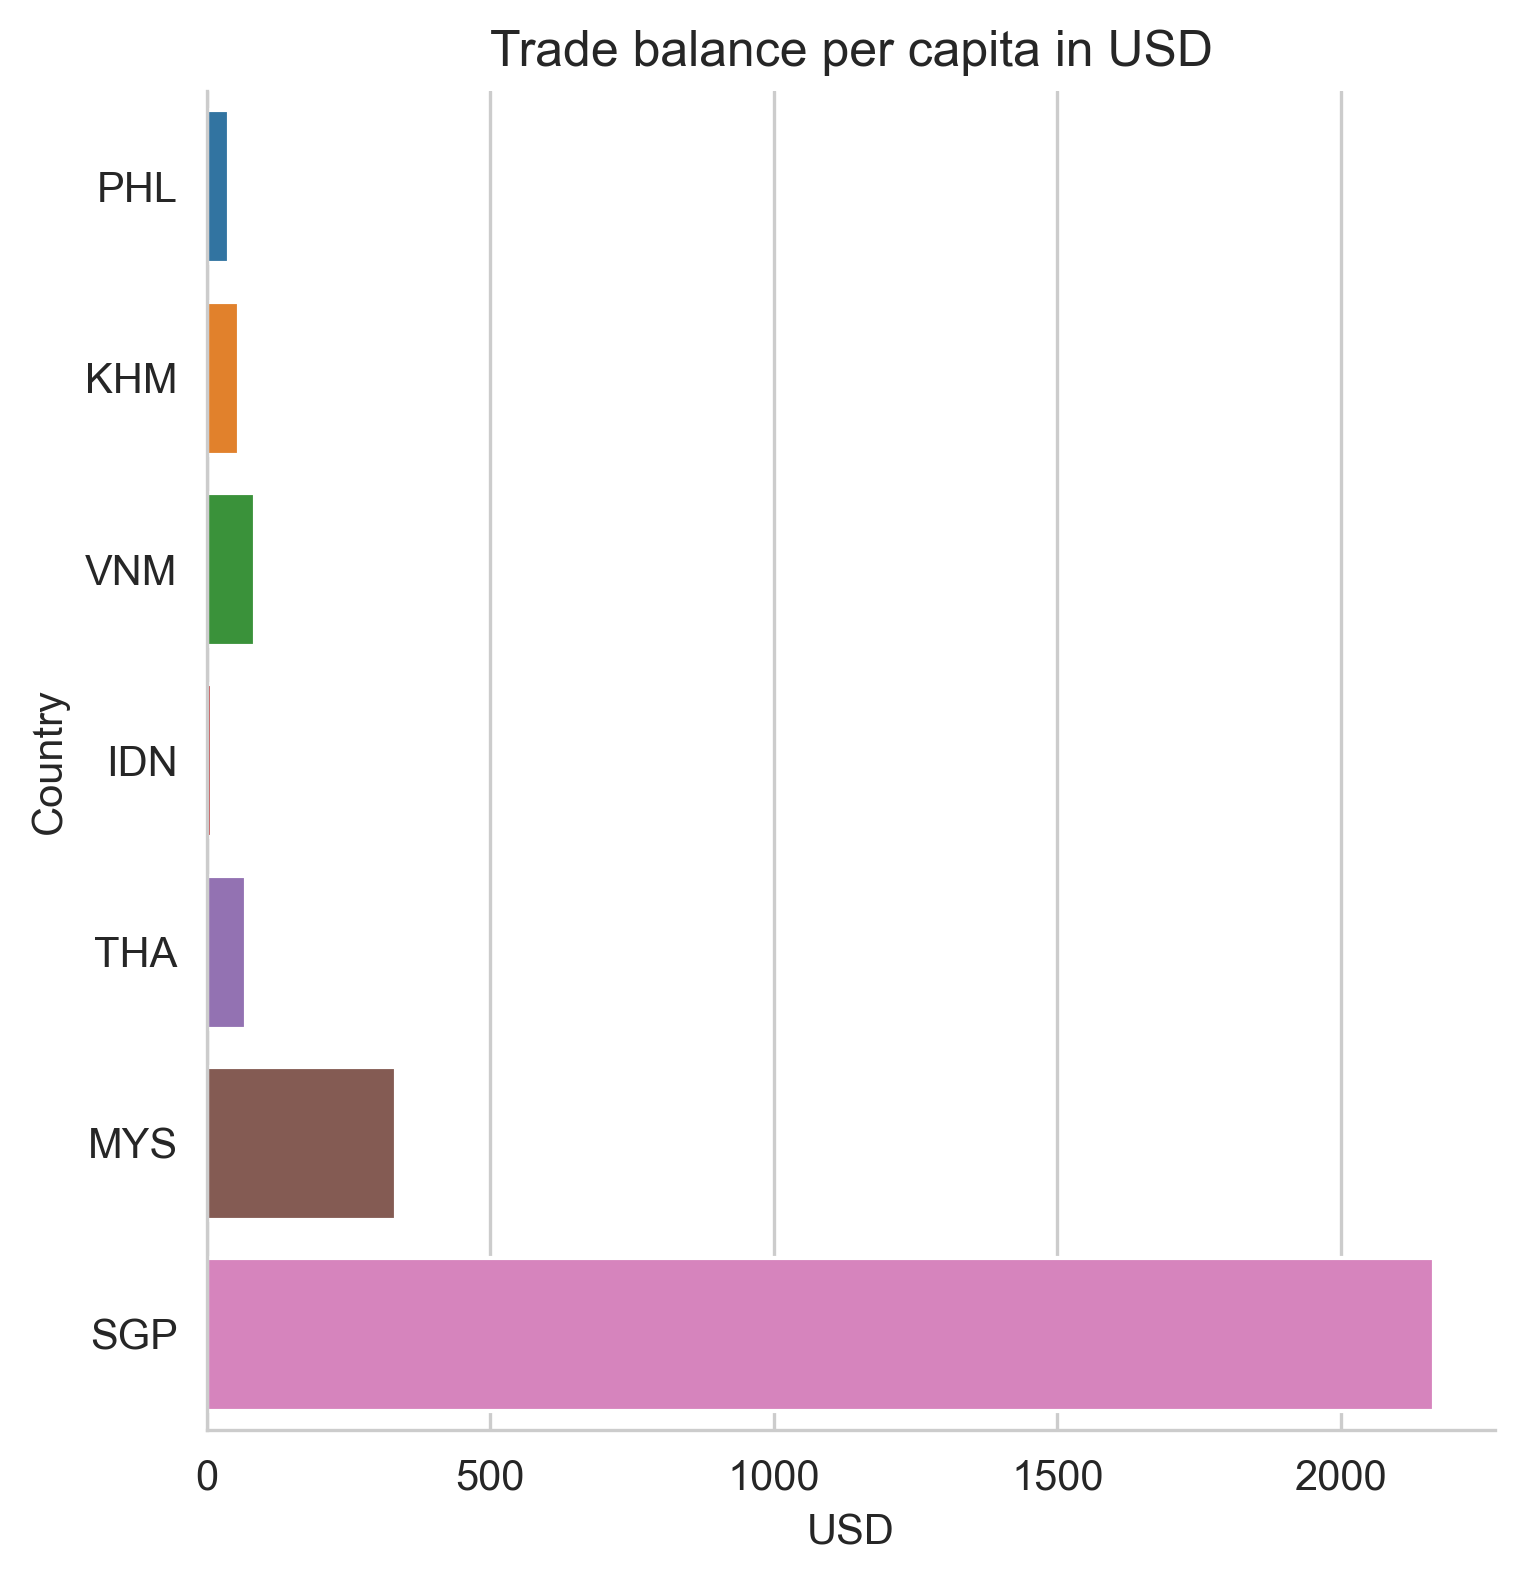 Trade balance per capita in USD
PHL
KHM
VNM
IDN
THA
MYS
SGP
Country
0 500 1000 1500 2000
USD